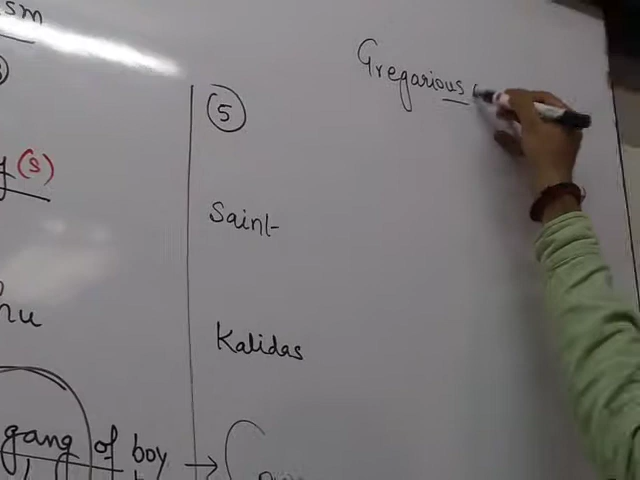 sm
Gregarious
5
y (s)
Saint
hu
Kalidas
gang of boy →